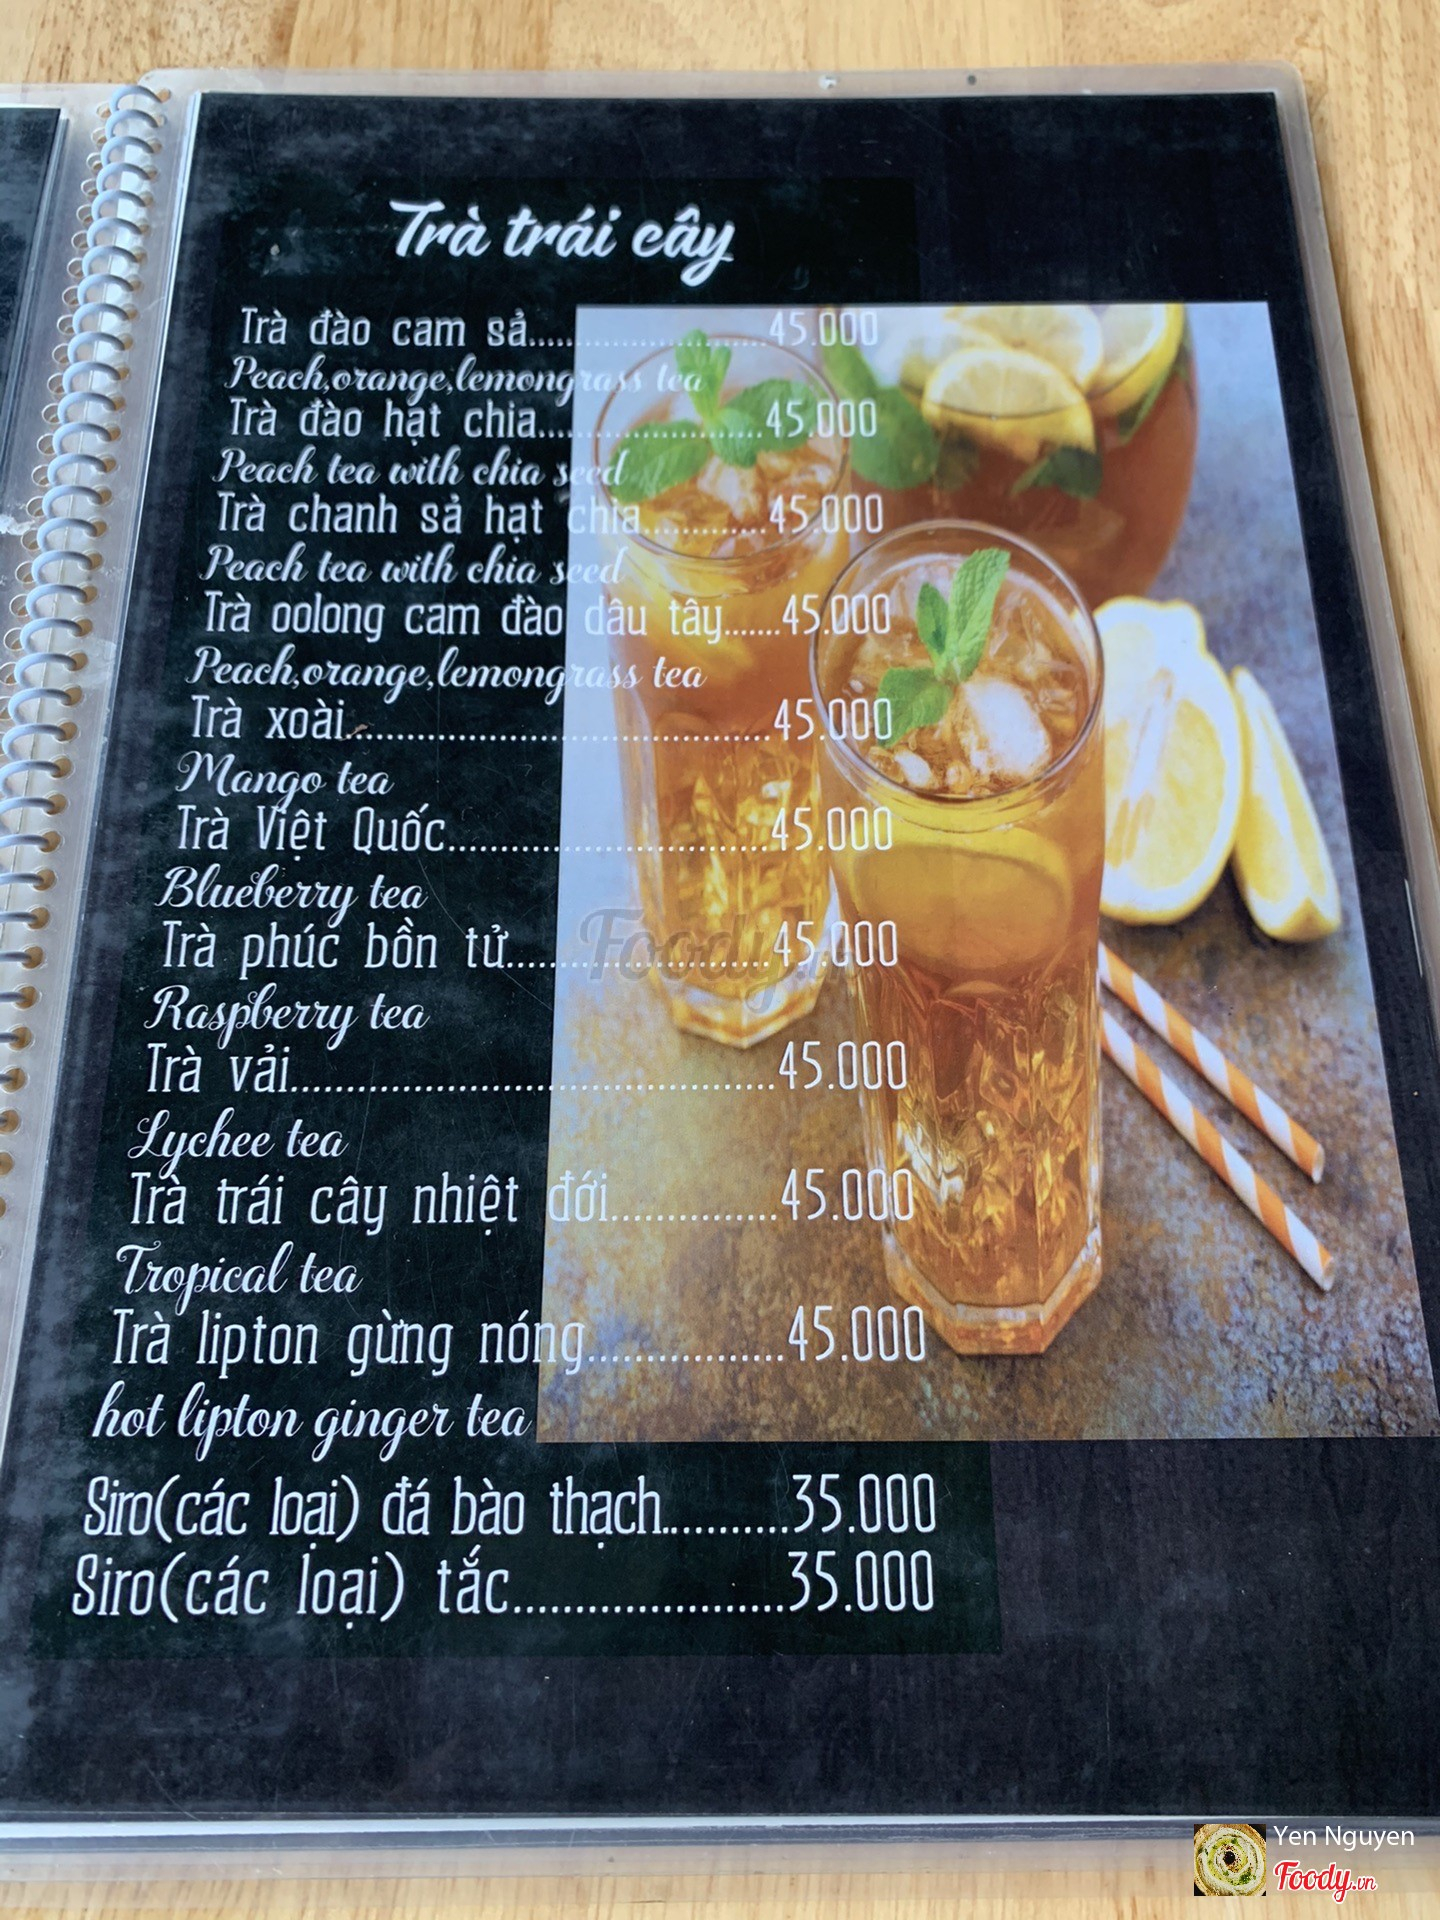 Trà trái cây
Trà đào cam sả........................45.000
Peach,orange,lemongrass tea
Trà đào hạt chia.......................45.000
Peach tea with chia seed
Trà chanh sả hạt chia............45.000
Peach tea with chia seed
Trà oolong cam đào dâu tây.......45.000
Peach,orange,lemongrass tea
Trà xoài.......................................45.000
Mango tea
Trà Việt Quốc..............................45.000
Blueberry tea
Trà phúc bồn tử........................45.000
Raspberry tea
Trà vải..........................................45.000
Lychee tea
Trà trái cây nhiệt đới...............45.000
Tropical tea
Trà lipton gừng nóng.................45.000
hot lipton ginger tea
Siro(các loại) đá bào thạch...........35.000
Siro(các loại) tắc......................35.000
Foody.vn
Yen Nguyen
Foody.vn